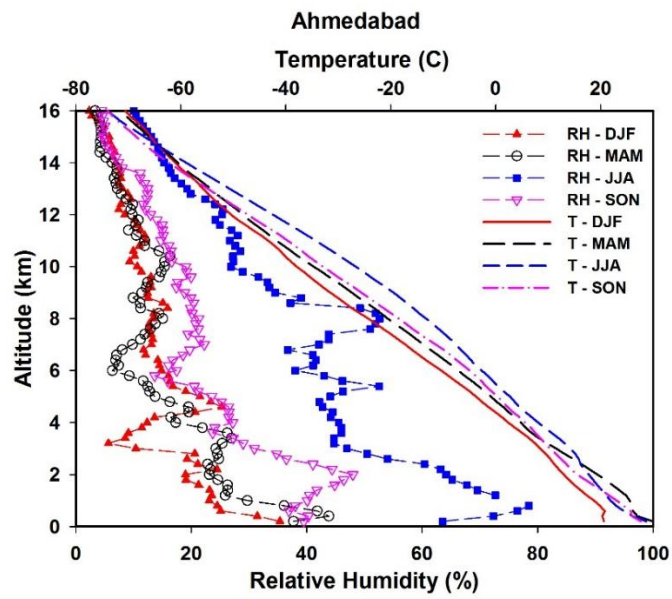 Ahmedabad
Temperature (C)
-80 -60 -40 -20 0 20
16
14
12
10
8
6
4
2
0
Altitude (km)
RH - DJF
RH - MAM
RH - JJA
RH - SON
T - DJF
T - MAM
T - JJA
T - SON
0 20 40 60 80 100
Relative Humidity (%)